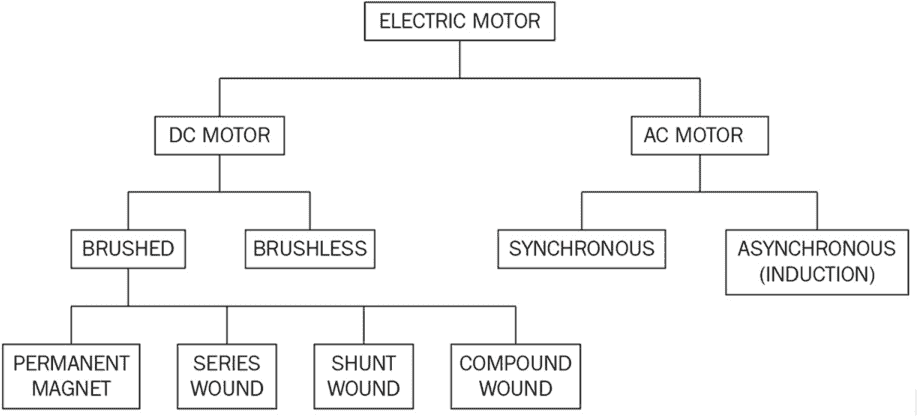 ELECTRIC MOTOR
DC MOTOR
AC MOTOR
BRUSHED
BRUSHLESS
SYNCHRONOUS
ASYNCHRONOUS
(INDUCTION)
PERMANENT
MAGNET
SERIES
WOUND
SHUNT
WOUND
COMPOUND
WOUND